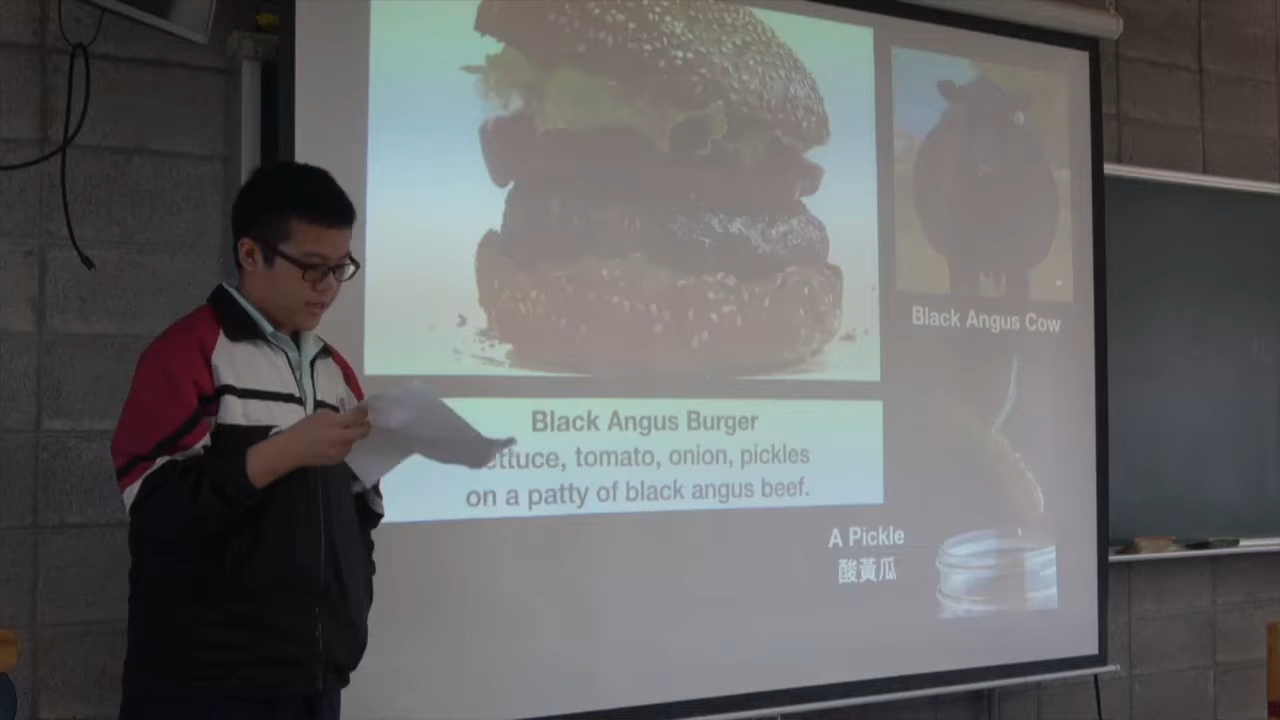 Black Angus Cow
Black Angus Burger
ettuce, tomato, onion, pickles
on a patty of black angus beef.
A Pickle
酸黃瓜